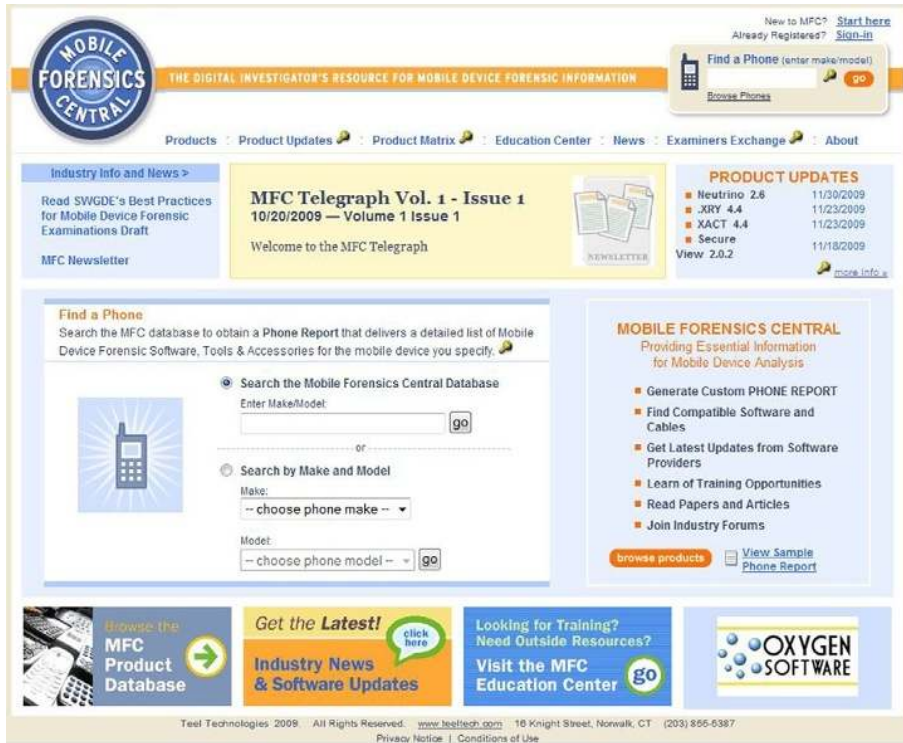 New to MFC? Start here
Already Registered? Sign-in
MOBILE
FORENSICS
CENTRAL
THE DIGITAL INVESTIGATOR'S RESOURCE FOR MOBILE DEVICE FORENSIC INFORMATION
Find a Phone (enter make/model)
go
Browse Phones
Products : Product Updates : Product Matrix : Education Center : News : Examiners Exchange : About
Industry Info and News >
Read SWGDE's Best Practices
for Mobile Device Forensic
Examinations Draft
MFC Newsletter
MFC Telegraph Vol. 1 - Issue 1
10/20/2009 — Volume 1 Issue 1
Welcome to the MFC Telegraph
NEWSLETTER
PRODUCT UPDATES
Neutrino 2.6 11/30/2009
.XRY 4.4 11/23/2009
XACT 4.4 11/23/2009
Secure
View 2.0.2 11/18/2009
more info »
Find a Phone
Search the MFC database to obtain a Phone Report that delivers a detailed list of Mobile
Device Forensic Software, Tools & Accessories for the mobile device you specify.
Search the Mobile Forensics Central Database
Enter Make/Model:
go
or
Search by Make and Model
Make:
-- choose phone make --
Model:
-- choose phone model --
go
MOBILE FORENSICS CENTRAL
Providing Essential Information
for Mobile Device Analysis
Generate Custom PHONE REPORT
Find Compatible Software and
Cables
Get Latest Updates from Software
Providers
Learn of Training Opportunities
Read Papers and Articles
Join Industry Forums
browse products
View Sample
Phone Report
Browse the
MFC
Product
Database
Get the Latest!
click
here
Industry News
& Software Updates
Looking for Training?
Need Outside Resources?
Visit the MFC
Education Center
go
OXYGEN
SOFTWARE
Teel Technologies 2009. All Rights Reserved. www.teeltech.com 16 Knight Street, Norwalk, CT (203) 855-5387
Privacy Notice | Conditions of Use